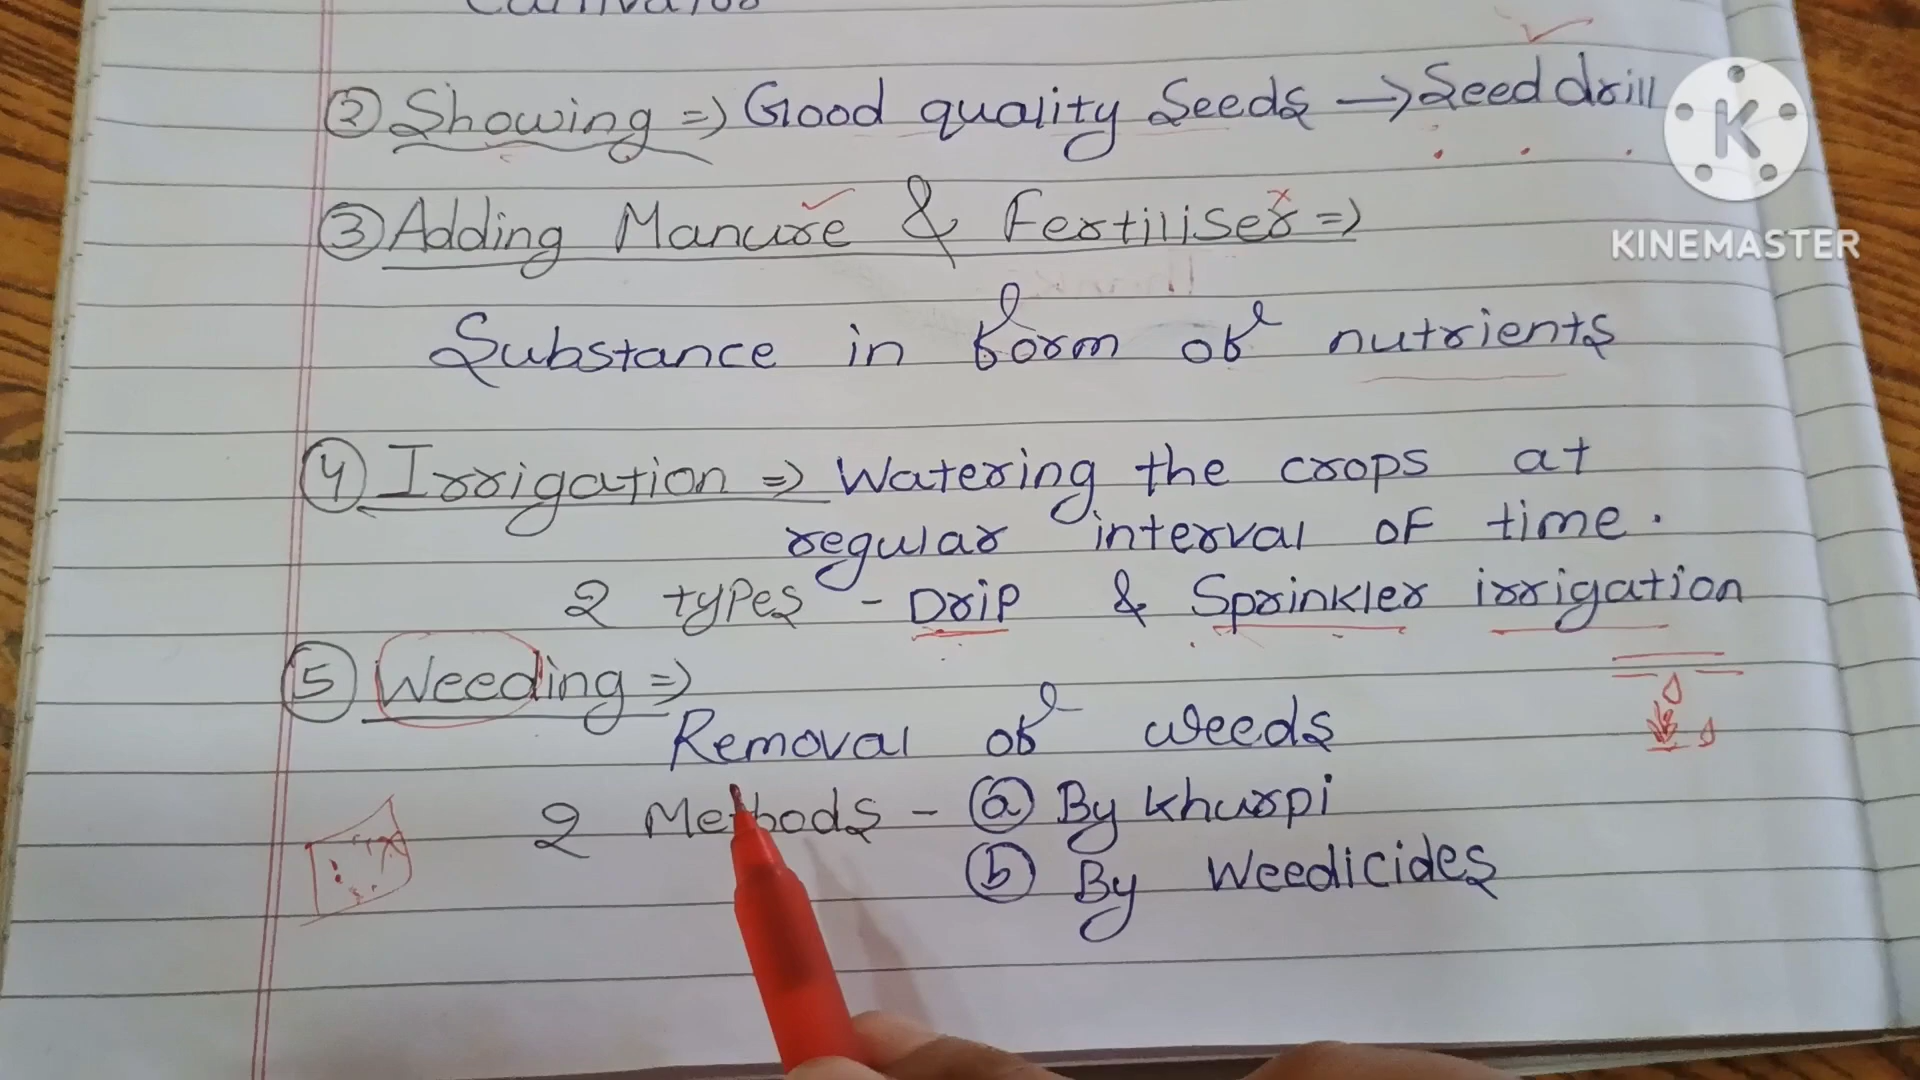 ② Showing => Good quality Seeds → Seed drill
③ Adding Manure & Fertiliser =>
Substance in form of nutrients
④ Irrigation => Watering the crops at
regular interval of time.
2 types - Drip & Sprinkler irrigation
⑤ Weeding =>
Removal of weeds
2 Methods - ⓐ By khurpi
ⓑ By Weedicides
K
KINEMASTER